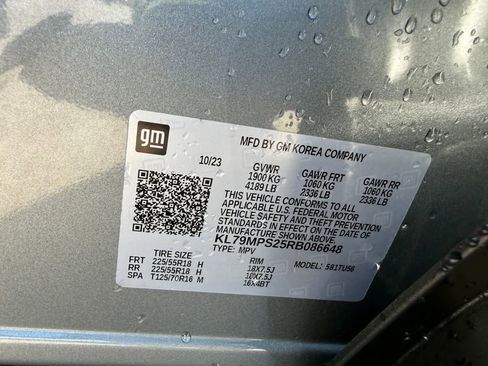 gm
MFD BY GM KOREA COMPANY
10/23
GVWR GAWR FRT GAWR RR
1900 KG 1060 KG 1060 KG
4189 LB 2336 LB 2336 LB
THIS VEHICLE CONFORMS TO ALL
APPLICABLE U.S. FEDERAL MOTOR
VEHICLE SAFETY AND THEFT PREVENTION
STANDARDS IN EFFECT ON THE DATE OF
MANUFACTURE SHOWN ABOVE.
KL79MPS25RB086648
TYPE: MPV MODEL: 5B1TU56
TIRE SIZE RIM
FRT 225/55R18 H 18X7.5J
RR 225/55R18 H 18X7.5J
SPA T125/70R16 M 16X4BT